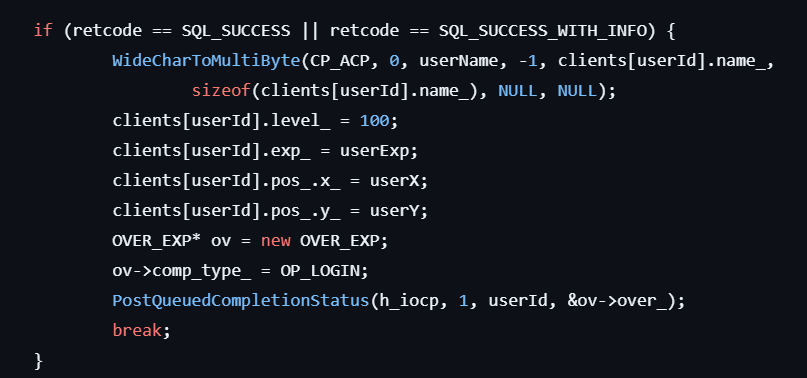 if (retcode == SQL_SUCCESS || retcode == SQL_SUCCESS_WITH_INFO) {
WideCharToMultiByte(CP_ACP, 0, userName, -1, clients[userId].name_,
sizeof(clients[userId].name_), NULL, NULL);
clients[userId].level_ = 100;
clients[userId].exp_ = userExp;
clients[userId].pos_.x_ = userX;
clients[userId].pos_.y_ = userY;
OVER_EXP* ov = new OVER_EXP;
ov->comp_type_ = OP_LOGIN;
PostQueuedCompletionStatus(h_iocp, 1, userId, &ov->over_);
break;
}